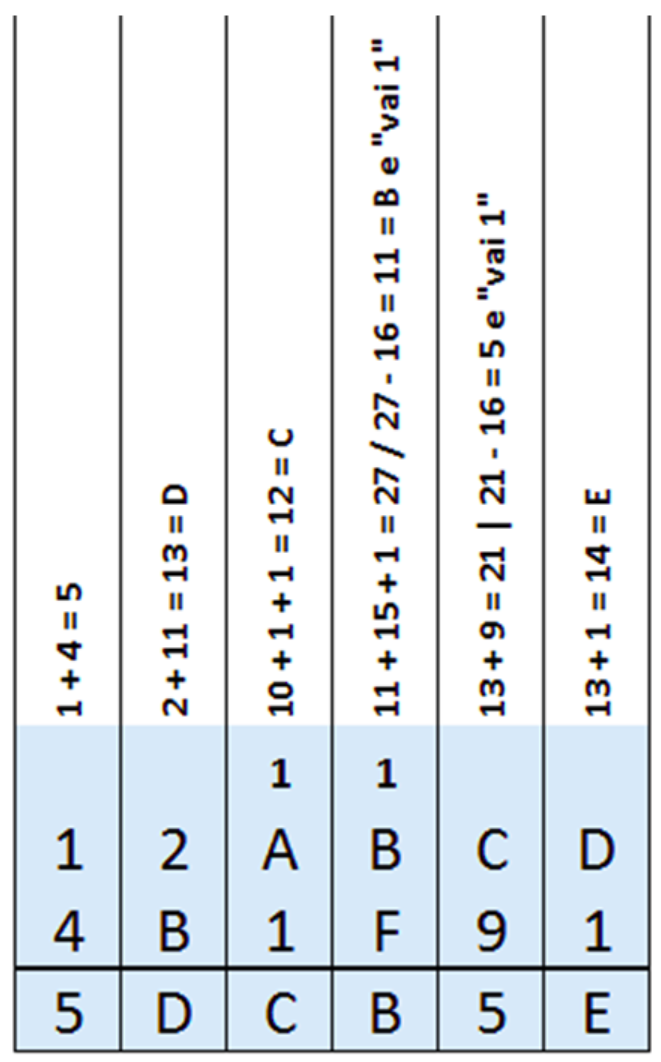 1 + 4 = 5
2 + 11 = 13 = D
10 + 1 + 1 = 12 = C
11 + 15 + 1 = 27 / 27 - 16 = 11 = B e "vai 1"
13 + 9 = 21 | 21 - 16 = 5 e "vai 1"
13 + 1 = 14 = E
1 1
1 2 A B C D
4 B 1 F 9 1
5 D C B 5 E